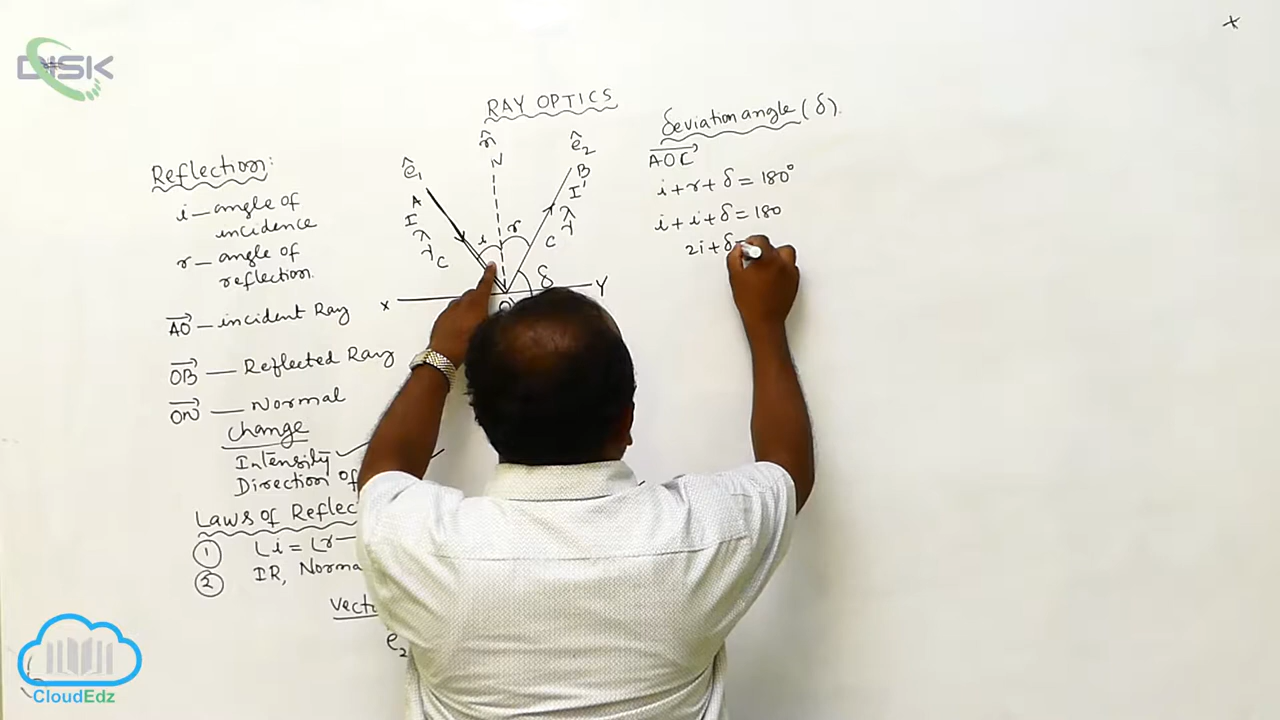 DISK
RAY OPTICS
Reflection:
i — angle of
incidence
r — angle of
reflection.
AO — incident Ray
OB — Reflected Ray
ON — Normal
Change
Intensity
Direction of
Laws of Reflec
① ∟i = ∟r
② IR, Norma
Vect
e₂
ê₁
n̂
ê₂
N
A
B
I
I'
λ
λ
γ
γ
C
C
i
r
δ
X
Y
deviation angle (δ).
AOC
i + r + δ = 180°
i + i + δ = 180
2i + δ =
CloudEdz